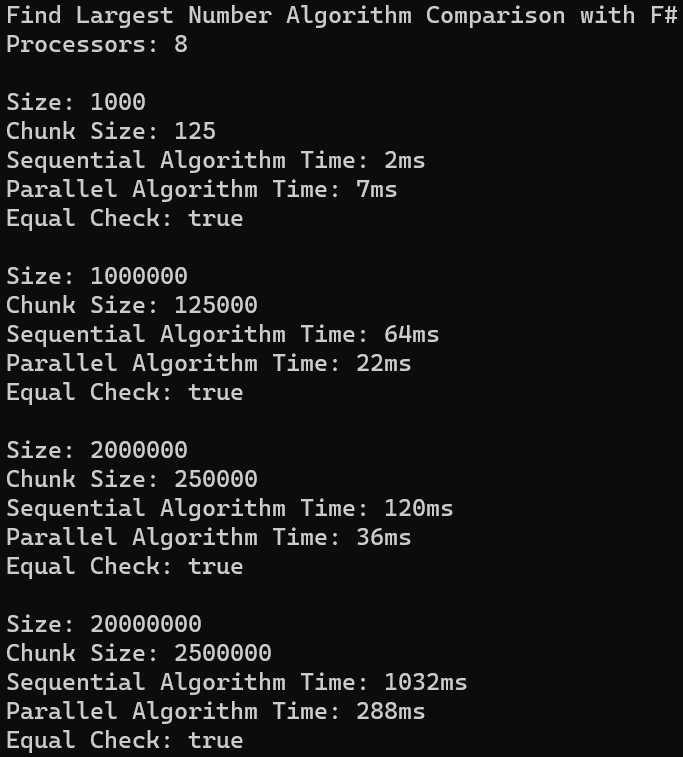 Find Largest Number Algorithm Comparison with F#
Processors: 8

Size: 1000
Chunk Size: 125
Sequential Algorithm Time: 2ms
Parallel Algorithm Time: 7ms
Equal Check: true

Size: 1000000
Chunk Size: 125000
Sequential Algorithm Time: 64ms
Parallel Algorithm Time: 22ms
Equal Check: true

Size: 2000000
Chunk Size: 250000
Sequential Algorithm Time: 120ms
Parallel Algorithm Time: 36ms
Equal Check: true

Size: 20000000
Chunk Size: 2500000
Sequential Algorithm Time: 1032ms
Parallel Algorithm Time: 288ms
Equal Check: true